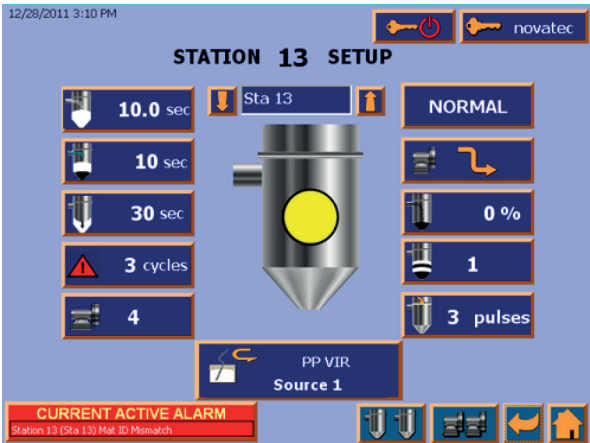 12/28/2011 3:10 PM
novatec
STATION 13 SETUP
10.0 sec
Sta 13
NORMAL
10 sec
30 sec
0 %
3 cycles
1
4
3 pulses
PP VIR
Source 1
CURRENT ACTIVE ALARM
Station 13 (Sta 13) Mat ID Mismatch